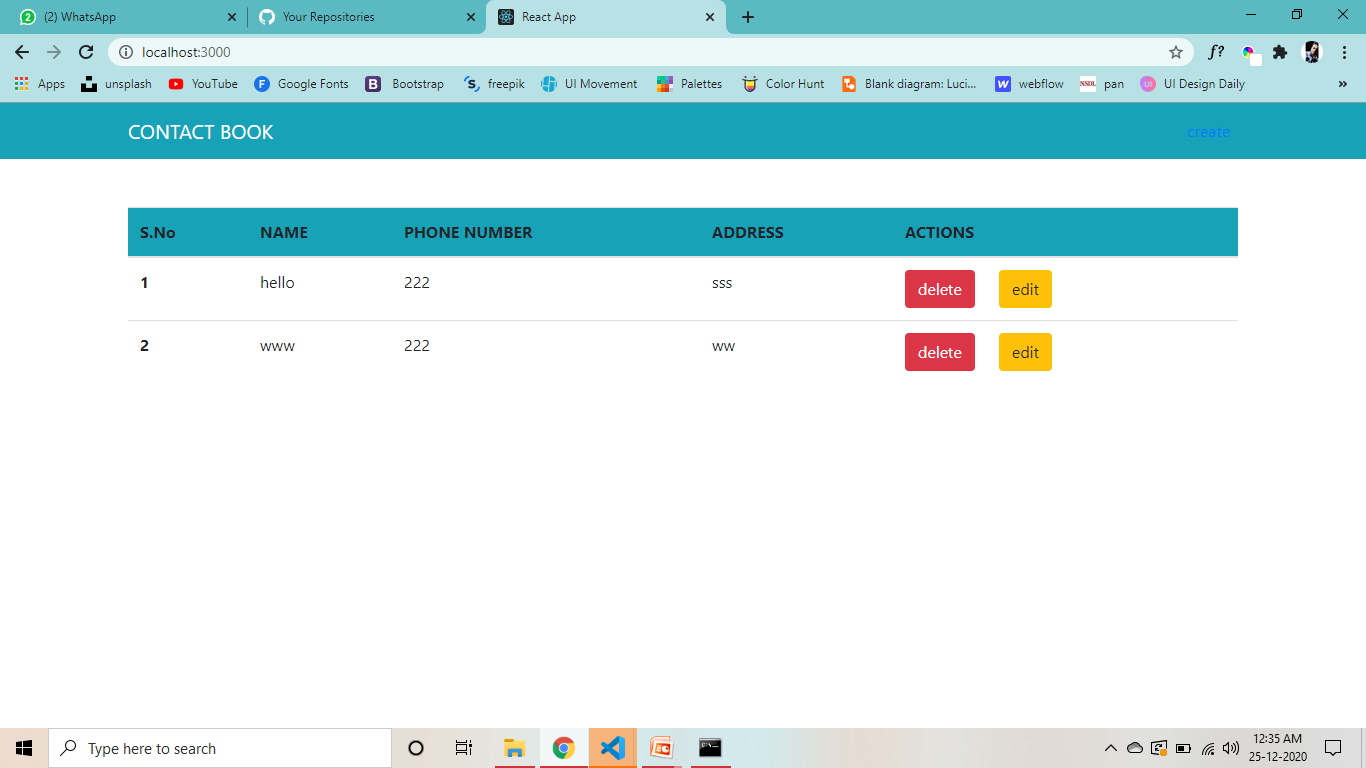 (2) WhatsApp Your Repositories React App
localhost:3000 f?
Apps unsplash YouTube Google Fonts Bootstrap freepik UI Movement Palettes Color Hunt Blank diagram: Luci... webflow NSDL pan UI Design Daily »
CONTACT BOOK create
S.No NAME PHONE NUMBER ADDRESS ACTIONS
1 hello 222 sss delete edit
2 www 222 ww delete edit
Type here to search 12:35 AM
25-12-2020